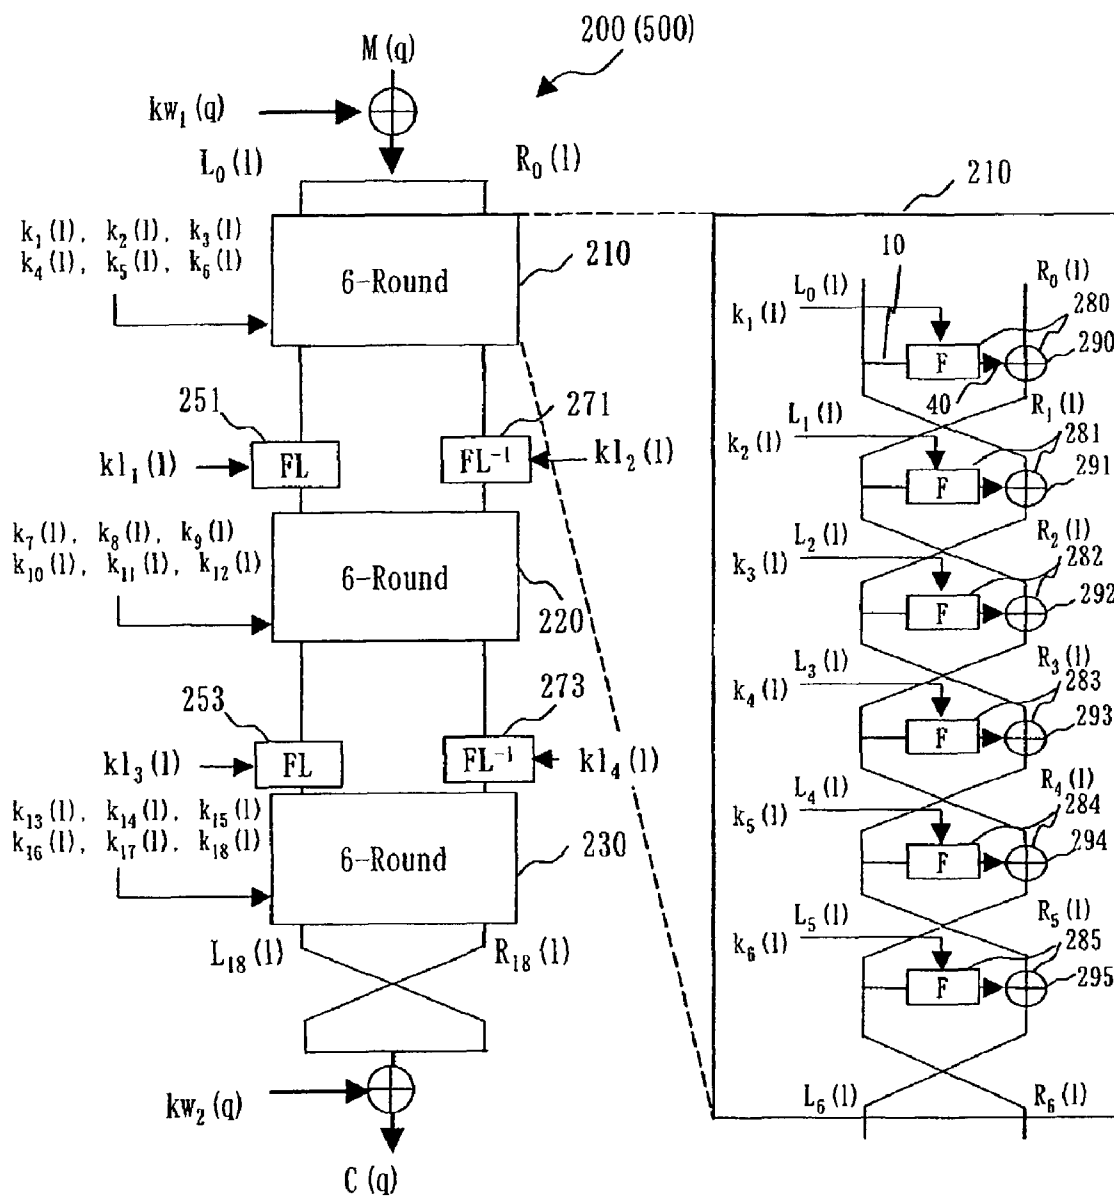 200 (500)
M (q)
kw₁ (q)
L₀ (l)
R₀ (l)
k₁ (l), k₂ (l), k₃ (l)
k₄ (l), k₅ (l), k₆ (l)
6-Round
210
251
271
kl₁ (l)
FL
FL⁻¹
kl₂ (l)
k₇ (l), k₈ (l), k₉ (l)
k₁₀ (l), k₁₁ (l), k₁₂ (l)
6-Round
220
253
273
kl₃ (l)
FL
FL⁻¹
kl₄ (l)
k₁₃ (l), k₁₄ (l), k₁₅ (l)
k₁₆ (l), k₁₇ (l), k₁₈ (l)
6-Round
230
L₁₈ (l)
R₁₈ (l)
kw₂ (q)
C (q)
210
10
L₀ (l)
R₀ (l)
k₁ (l)
280
F
290
40
L₁ (l)
R₁ (l)
k₂ (l)
281
F
291
L₂ (l)
R₂ (l)
k₃ (l)
282
F
292
L₃ (l)
R₃ (l)
k₄ (l)
283
F
293
L₄ (l)
R₄ (l)
k₅ (l)
284
F
294
L₅ (l)
R₅ (l)
k₆ (l)
285
F
295
L₆ (l)
R₆ (l)